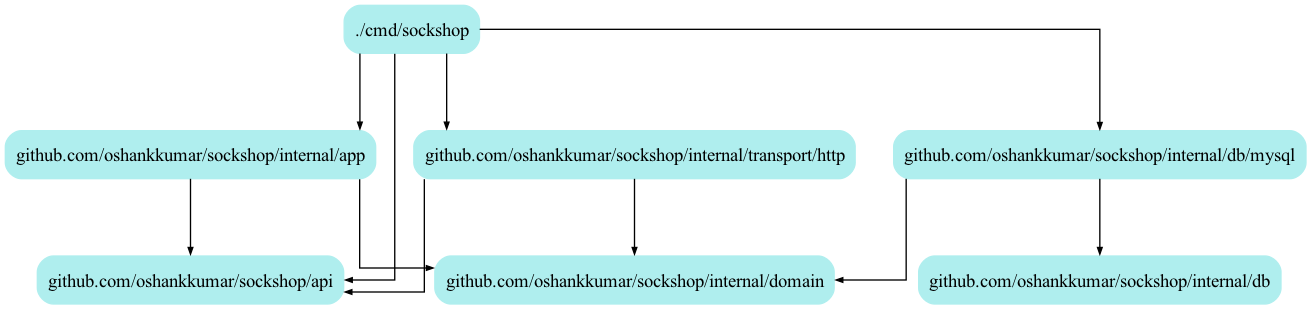 ./cmd/sockshop
github.com/oshankkumar/sockshop/internal/app
github.com/oshankkumar/sockshop/internal/transport/http
github.com/oshankkumar/sockshop/internal/db/mysql
github.com/oshankkumar/sockshop/api
github.com/oshankkumar/sockshop/internal/domain
github.com/oshankkumar/sockshop/internal/db